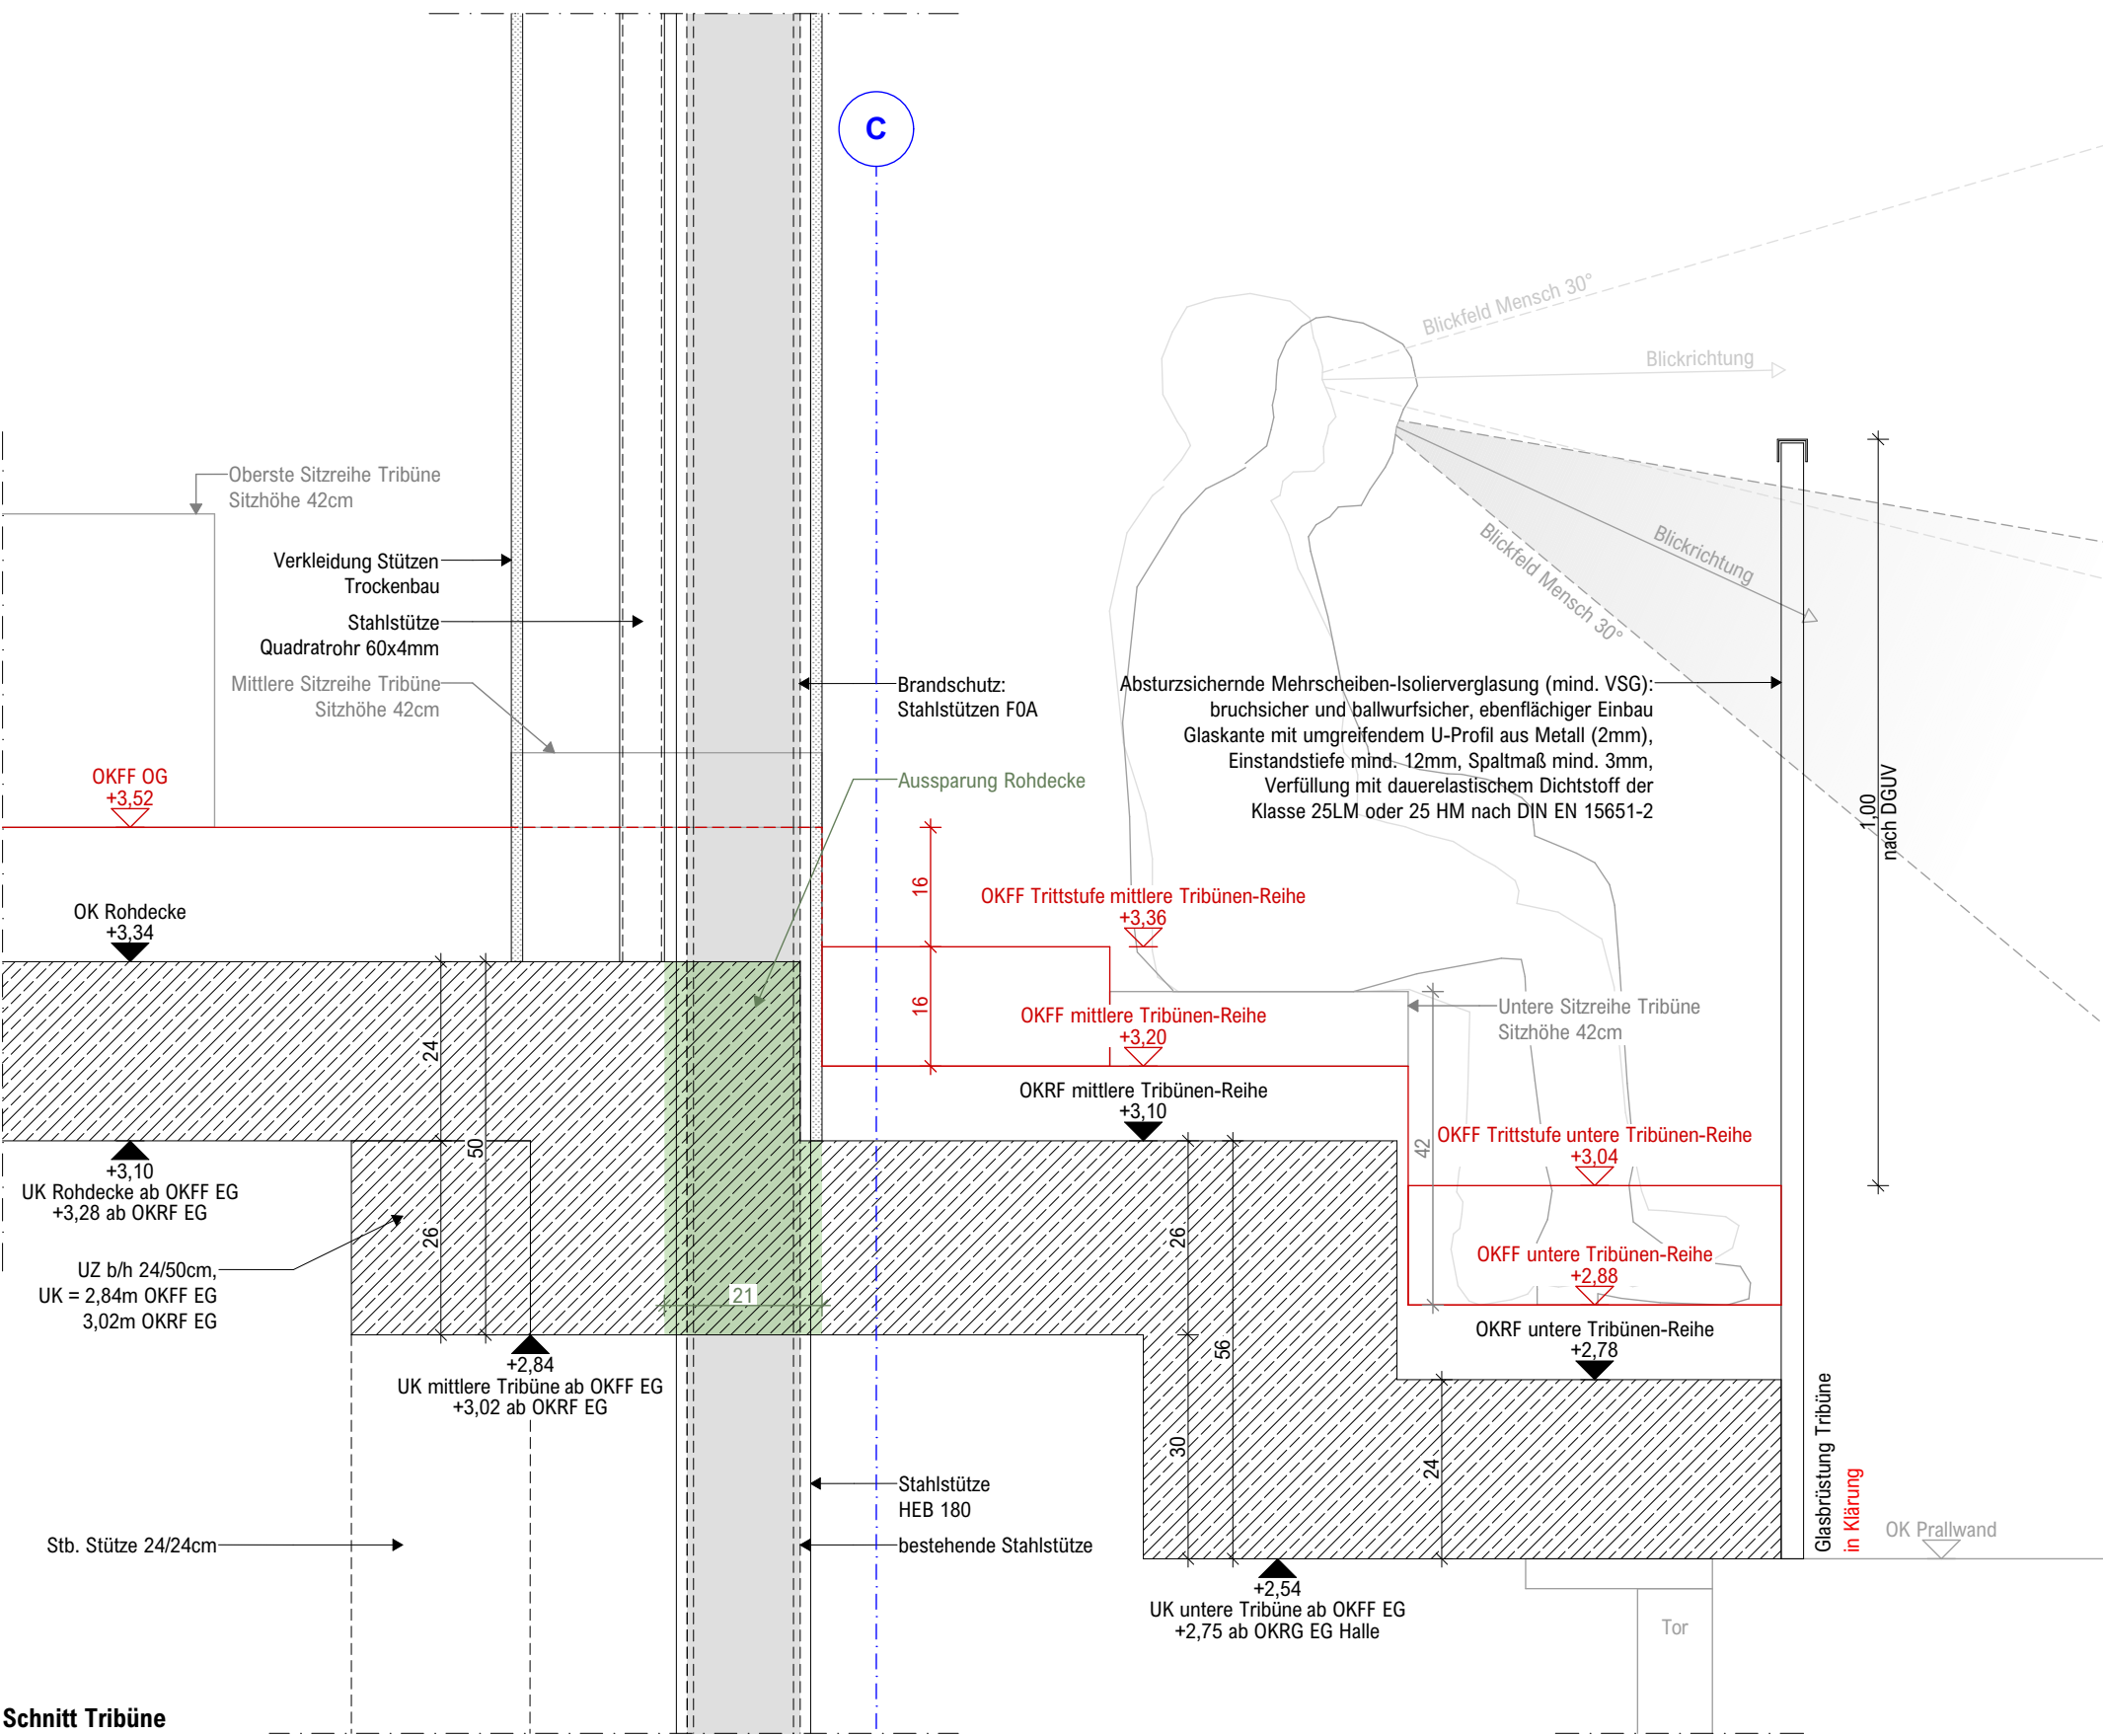 C
Blickfeld Mensch 30°
Blickrichtung
Oberste Sitzreihe Tribüne
Sitzhöhe 42cm
Verkleidung Stützen
Trockenbau
Stahlstütze
Quadratrohr 60x4mm
Mittlere Sitzreihe Tribüne
Sitzhöhe 42cm
Blickrichtung
Blickfeld Mensch 30°
Brandschutz:
Stahlstützen F0A
Absturzsichernde Mehrscheiben-Isolierverglasung (mind. VSG):
bruchsicher und ballwurfsicher, ebenflächiger Einbau
Glaskante mit umgreifendem U-Profil aus Metall (2mm),
Einstandstiefe mind. 12mm, Spaltmaß mind. 3mm,
Verfüllung mit dauerelastischem Dichtstoff der
Klasse 25LM oder 25 HM nach DIN EN 15651-2
1,00
nach DGUV
OKFF OG
+3,52
Aussparung Rohdecke
OK Rohdecke
+3,34
16
OKFF Trittstufe mittlere Tribünen-Reihe
+3,36
16
OKFF mittlere Tribünen-Reihe
+3,20
Untere Sitzreihe Tribüne
Sitzhöhe 42cm
24
OKRF mittlere Tribünen-Reihe
+3,10
50
42
OKFF Trittstufe untere Tribünen-Reihe
+3,04
+3,10
UK Rohdecke ab OKFF EG
+3,28 ab OKRF EG
26
26
OKFF untere Tribünen-Reihe
+2,88
UZ b/h 24/50cm,
UK = 2,84m OKFF EG
3,02m OKRF EG
21
56
OKRF untere Tribünen-Reihe
+2,78
+2,84
UK mittlere Tribüne ab OKFF EG
+3,02 ab OKRF EG
30
24
Stahlstütze
HEB 180
Glasbrüstung Tribüne
in Klärung
Stb. Stütze 24/24cm
bestehende Stahlstütze
OK Prallwand
+2,54
UK untere Tribüne ab OKFF EG
+2,75 ab OKRG EG Halle
Tor
Schnitt Tribüne